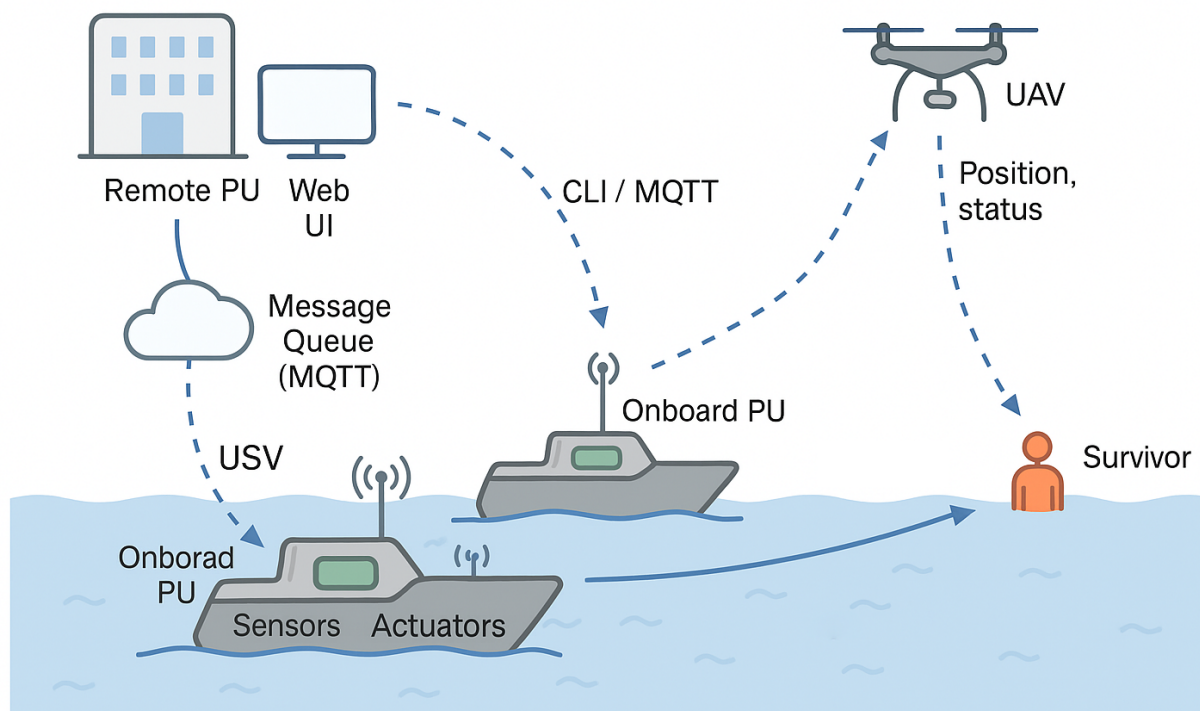 UAV
Remote PU
Web
UI
CLI / MQTT
Position,
status
Message
Queue
(MQTT)
Onboard PU
USV
Survivor
Onborad
PU
Sensors
Actuators